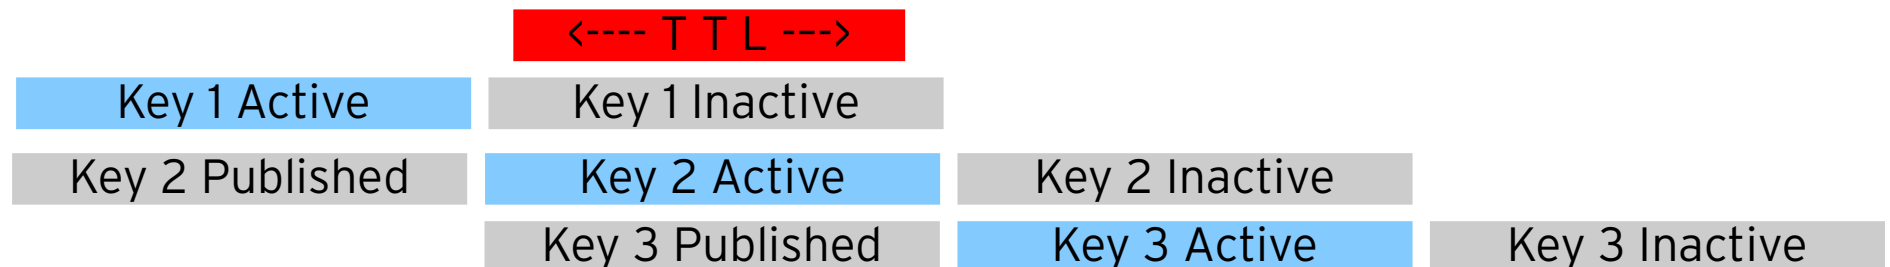 <---- T T L --->
Key 1 Active Key 1 Inactive
Key 2 Published Key 2 Active Key 2 Inactive
Key 3 Published Key 3 Active Key 3 Inactive